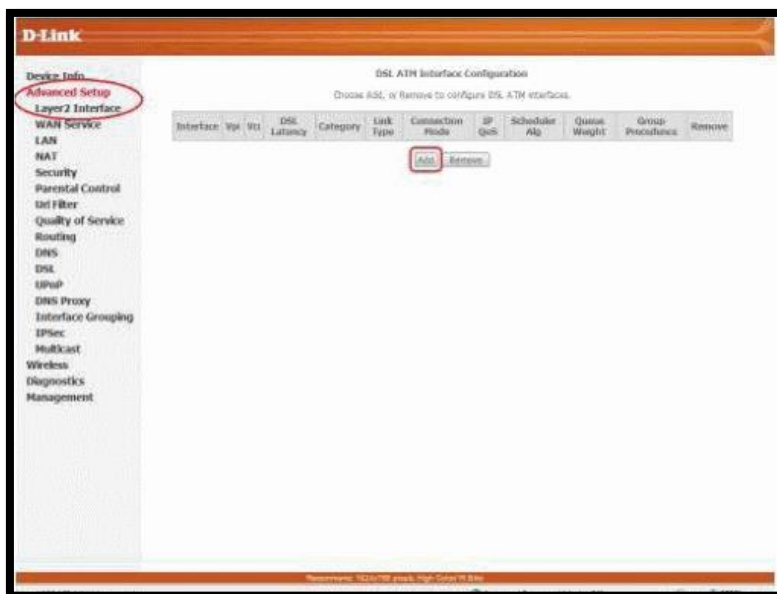 D-Link
DSL ATM Interface Configuration
Choose Add, or Remove to configure DSL ATM interfaces.
Device Info
Advanced Setup
Layer2 Interface
WAN Service
LAN
NAT
Security
Parental Control
Url Filter
Quality of Service
Routing
DNS
DSL
UPnP
DNS Proxy
Interface Grouping
IPSec
Multicast
Wireless
Diagnostics
Management
Interface Vpi Vci DSL Latency Category Link Type Connection Mode IP QoS Scheduler Alg Queue Weight Group Precedence Remove
Add Remove